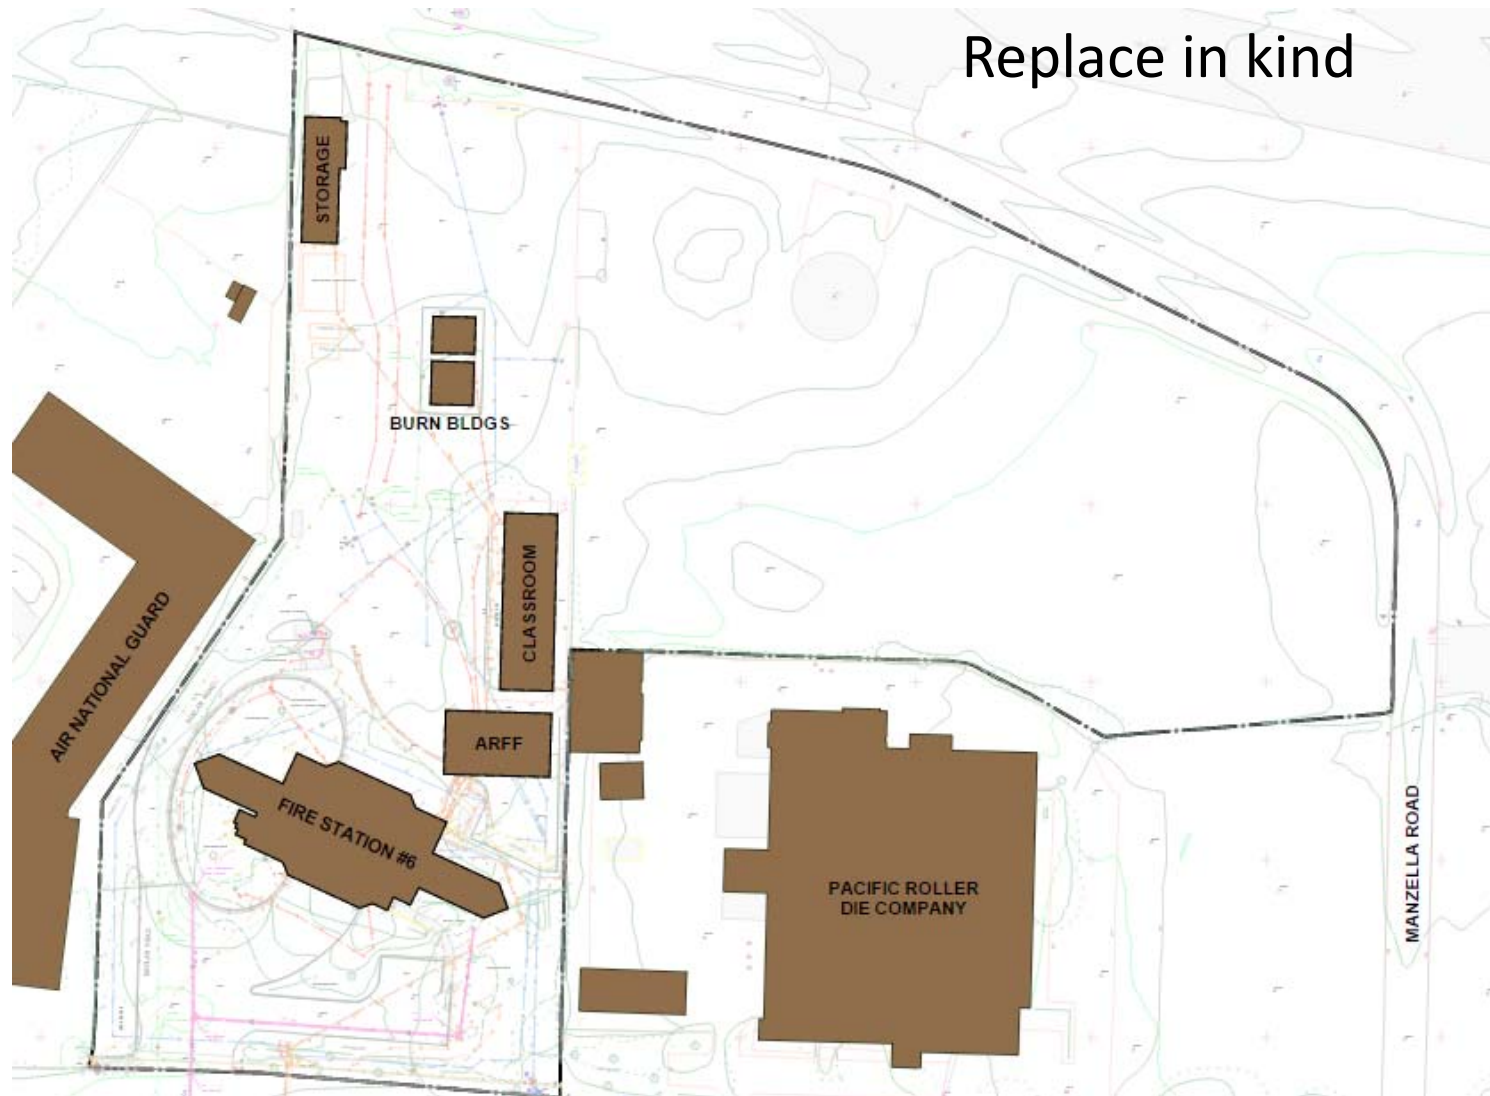 Replace in kind
STORAGE
BURN BLDGS
CLASSROOM
AIR NATIONAL GUARD
ARFF
FIRE STATION #6
PACIFIC ROLLER
DIE COMPANY
MANZELLA ROAD